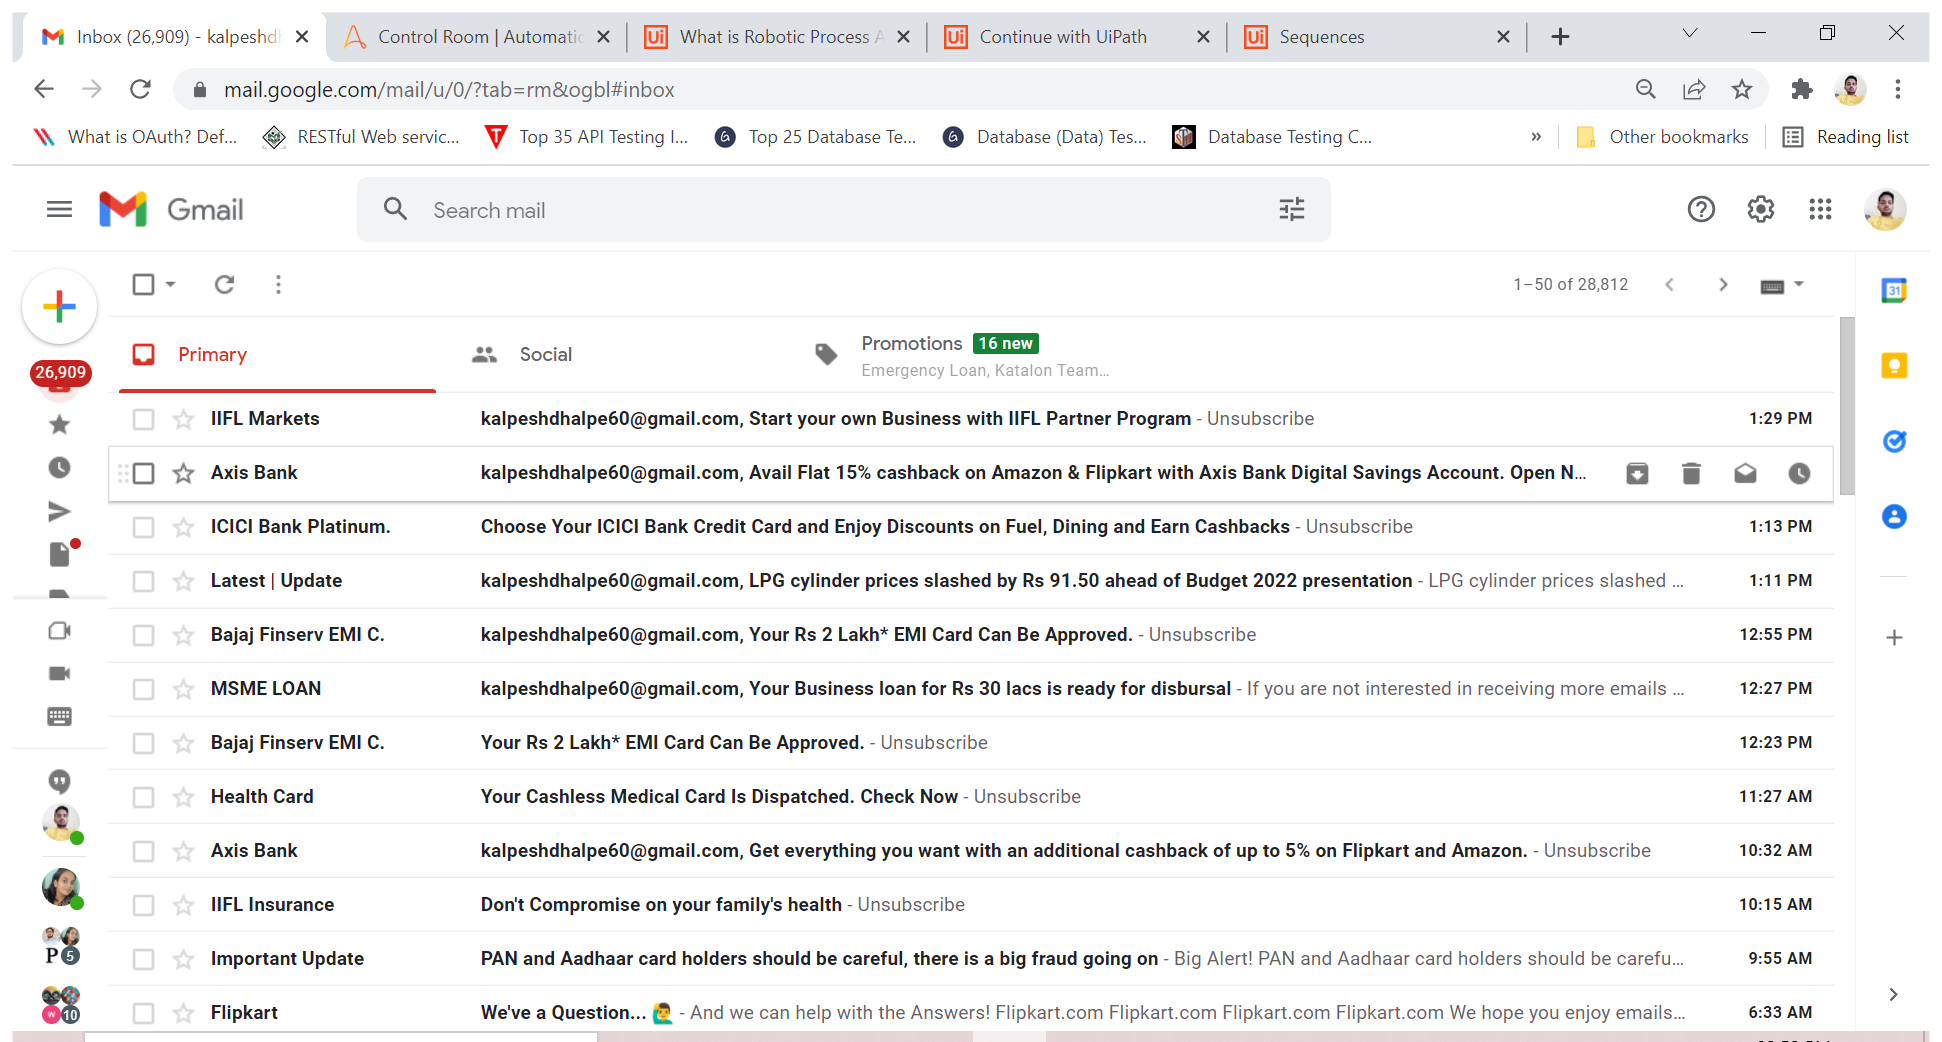 Inbox (26,909) - kalpeshdh
Control Room | Automatic
What is Robotic Process A
Continue with UiPath
Sequences
mail.google.com/mail/u/0/?tab=rm&ogbl#inbox
What is OAuth? Def...
RESTful Web servic...
Top 35 API Testing I...
Top 25 Database Te...
Database (Data) Tes...
Database Testing C...
»
Other bookmarks
Reading list
Gmail
Search mail
1–50 of 28,812
31
Primary
Social
Promotions 16 new
Emergency Loan, Katalon Team...
26,909
IIFL Markets kalpeshdhalpe60@gmail.com, Start your own Business with IIFL Partner Program - Unsubscribe 1:29 PM
Axis Bank kalpeshdhalpe60@gmail.com, Avail Flat 15% cashback on Amazon & Flipkart with Axis Bank Digital Savings Account. Open N...
ICICI Bank Platinum. Choose Your ICICI Bank Credit Card and Enjoy Discounts on Fuel, Dining and Earn Cashbacks - Unsubscribe 1:13 PM
Latest | Update kalpeshdhalpe60@gmail.com, LPG cylinder prices slashed by Rs 91.50 ahead of Budget 2022 presentation - LPG cylinder prices slashed ... 1:11 PM
Bajaj Finserv EMI C. kalpeshdhalpe60@gmail.com, Your Rs 2 Lakh* EMI Card Can Be Approved. - Unsubscribe 12:55 PM
MSME LOAN kalpeshdhalpe60@gmail.com, Your Business loan for Rs 30 lacs is ready for disbursal - If you are not interested in receiving more emails ... 12:27 PM
Bajaj Finserv EMI C. Your Rs 2 Lakh* EMI Card Can Be Approved. - Unsubscribe 12:23 PM
Health Card Your Cashless Medical Card Is Dispatched. Check Now - Unsubscribe 11:27 AM
Axis Bank kalpeshdhalpe60@gmail.com, Get everything you want with an additional cashback of up to 5% on Flipkart and Amazon. - Unsubscribe 10:32 AM
IIFL Insurance Don't Compromise on your family's health - Unsubscribe 10:15 AM
Important Update PAN and Aadhaar card holders should be careful, there is a big fraud going on - Big Alert! PAN and Aadhaar card holders should be carefu... 9:55 AM
P 5
Flipkart We've a Question... 🙋‍♂️ - And we can help with the Answers! Flipkart.com Flipkart.com Flipkart.com Flipkart.com We hope you enjoy emails... 6:33 AM
W 10